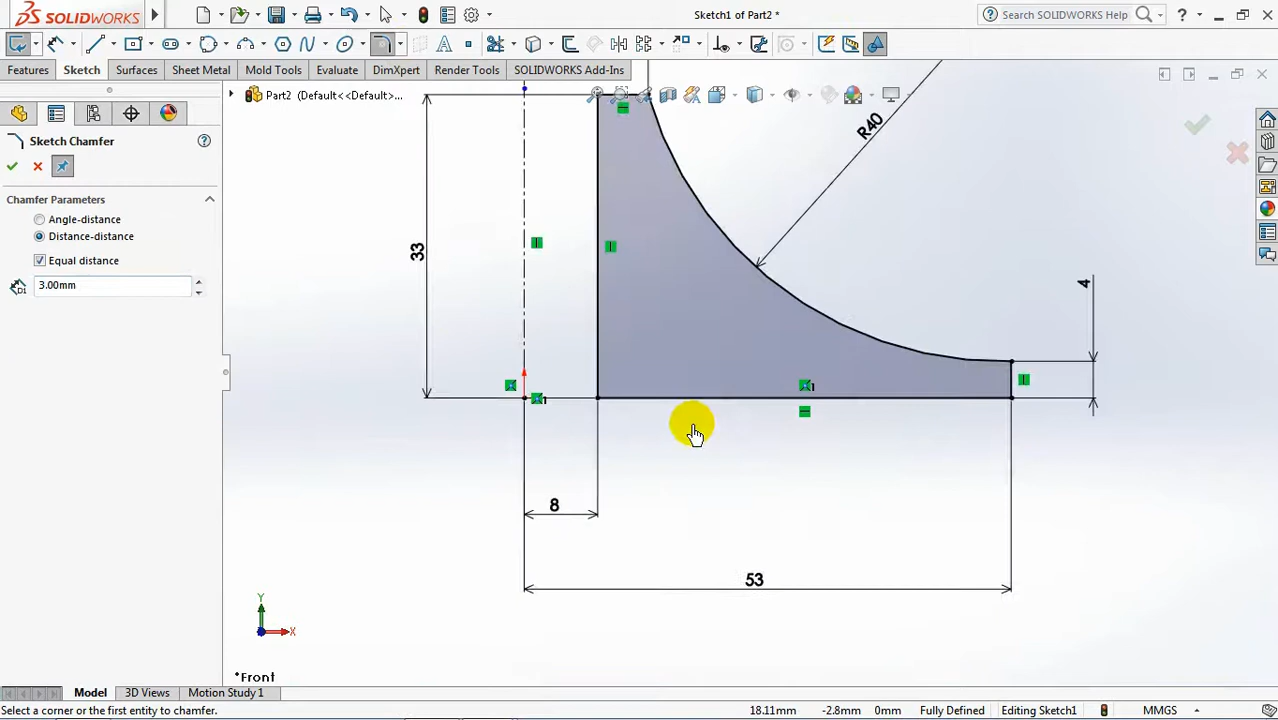 SOLIDWORKS
Sketch1 of Part2 *
Search SOLIDWORKS Help
Features
Sketch
Surfaces
Sheet Metal
Mold Tools
Evaluate
DimXpert
Render Tools
SOLIDWORKS Add-Ins
Part2 (Default<<Default>...
Sketch Chamfer
Chamfer Parameters
Angle-distance
Distance-distance
Equal distance
3.00mm
R40
33
4
1
1
8
53
Y
X
*Front
Model
3D Views
Motion Study 1
Select a corner or the first entity to chamfer.
18.11mm
-2.8mm
0mm
Fully Defined
Editing Sketch1
MMGS